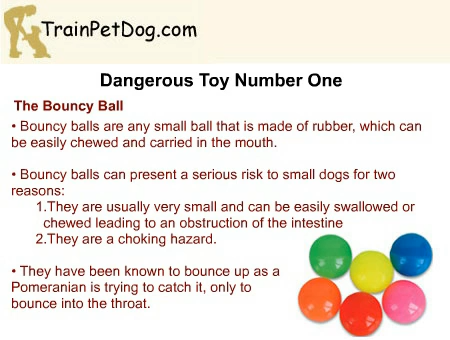 TrainPetDog.com
Dangerous Toy Number One
The Bouncy Ball
• Bouncy balls are any small ball that is made of rubber, which can
be easily chewed and carried in the mouth.
• Bouncy balls can present a serious risk to small dogs for two
reasons:
1.They are usually very small and can be easily swallowed or
chewed leading to an obstruction of the intestine
2.They are a choking hazard.
• They have been known to bounce up as a
Pomeranian is trying to catch it, only to
bounce into the throat.